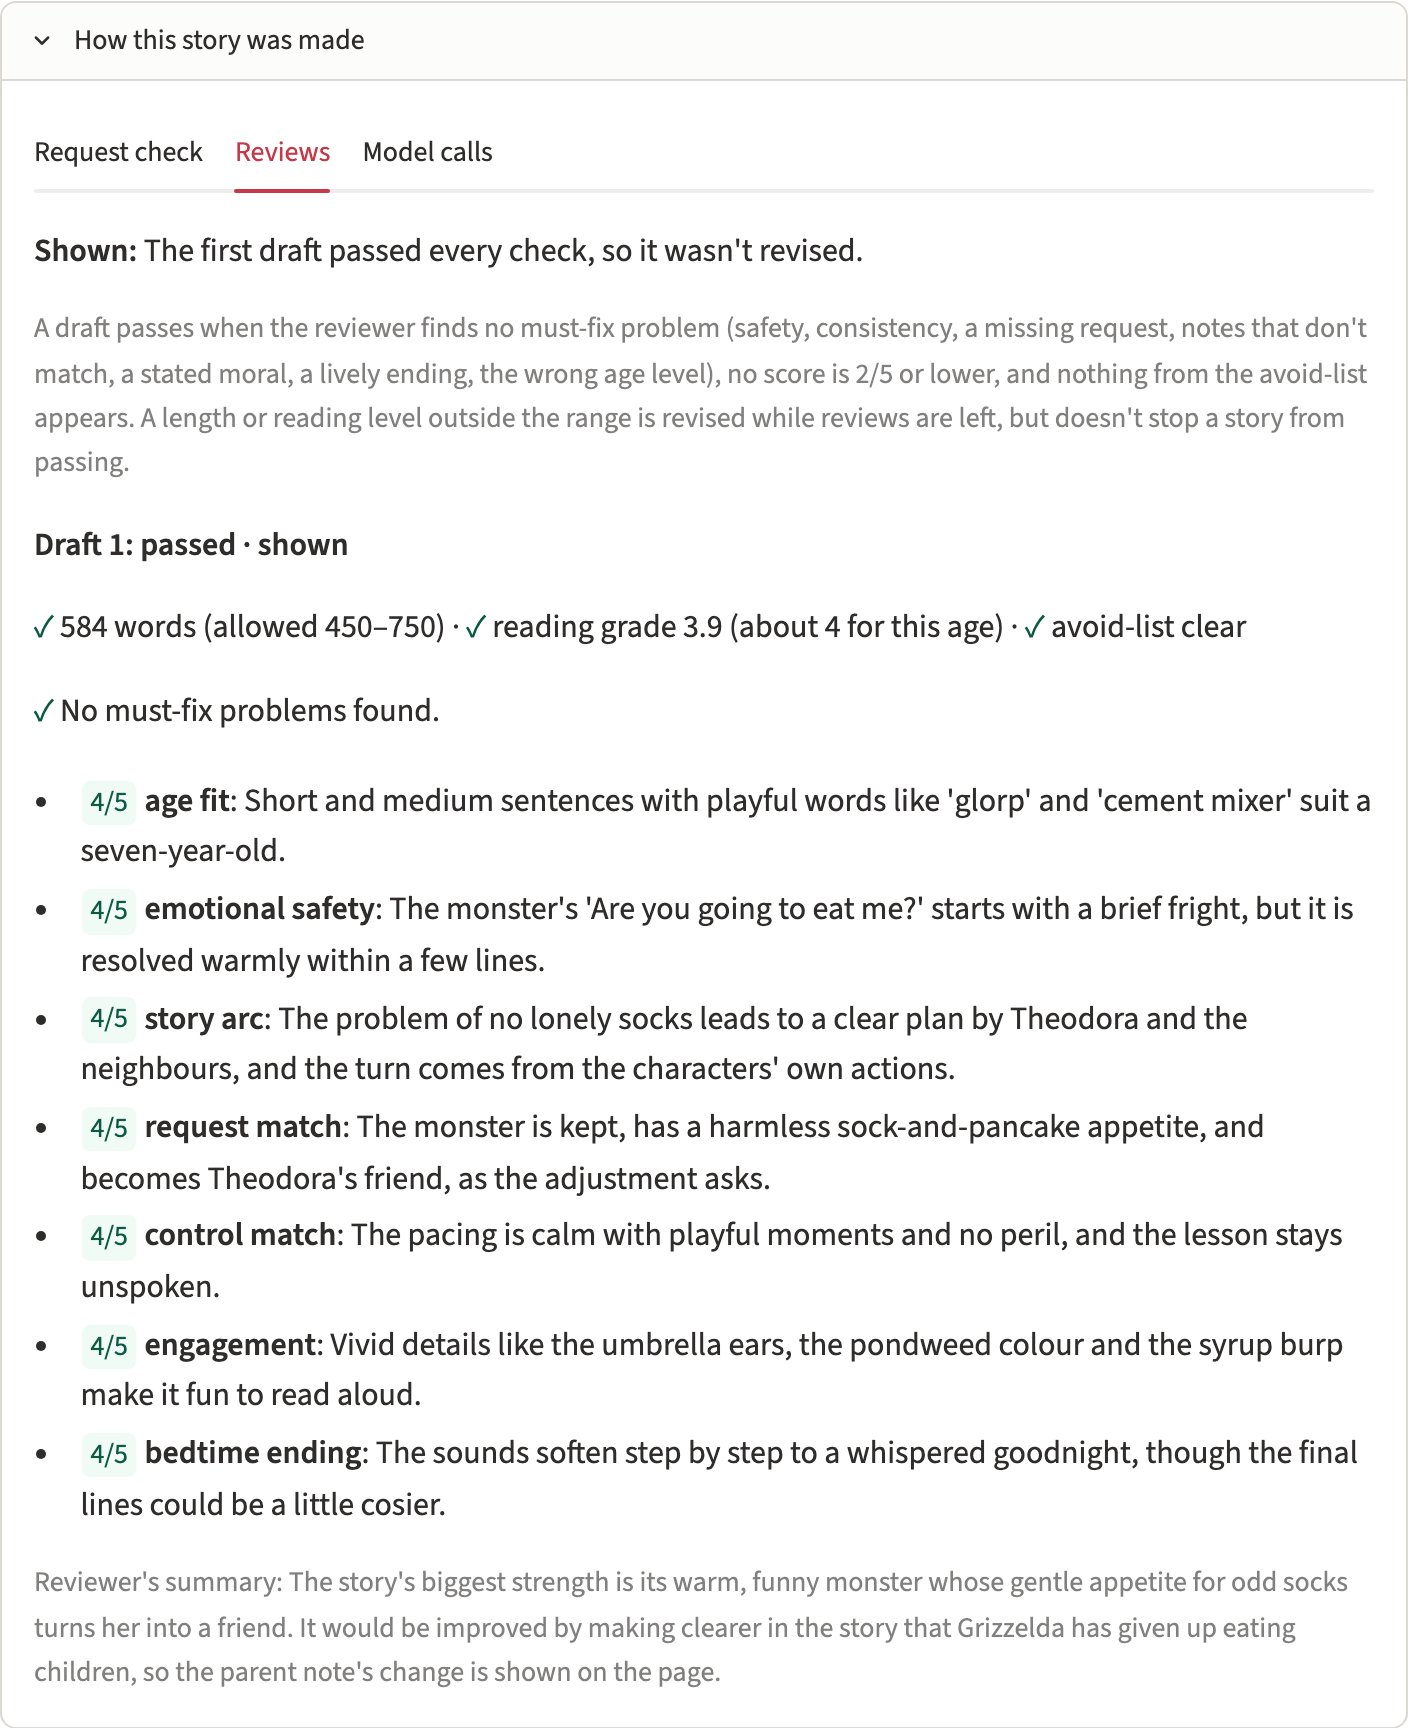 How this story was made
Request check Reviews Model calls
Shown: The first draft passed every check, so it wasn't revised.
A draft passes when the reviewer finds no must-fix problem (safety, consistency, a missing request, notes that don't
match, a stated moral, a lively ending, the wrong age level), no score is 2/5 or lower, and nothing from the avoid-list
appears. A length or reading level outside the range is revised while reviews are left, but doesn't stop a story from
passing.
Draft 1: passed · shown
✓ 584 words (allowed 450–750) · ✓ reading grade 3.9 (about 4 for this age) · ✓ avoid-list clear
✓ No must-fix problems found.
• 4/5 age fit: Short and medium sentences with playful words like 'glorp' and 'cement mixer' suit a
seven-year-old.
• 4/5 emotional safety: The monster's 'Are you going to eat me?' starts with a brief fright, but it is
resolved warmly within a few lines.
• 4/5 story arc: The problem of no lonely socks leads to a clear plan by Theodora and the
neighbours, and the turn comes from the characters' own actions.
• 4/5 request match: The monster is kept, has a harmless sock-and-pancake appetite, and
becomes Theodora's friend, as the adjustment asks.
• 4/5 control match: The pacing is calm with playful moments and no peril, and the lesson stays
unspoken.
• 4/5 engagement: Vivid details like the umbrella ears, the pondweed colour and the syrup burp
make it fun to read aloud.
• 4/5 bedtime ending: The sounds soften step by step to a whispered goodnight, though the final
lines could be a little cosier.
Reviewer's summary: The story's biggest strength is its warm, funny monster whose gentle appetite for odd socks
turns her into a friend. It would be improved by making clearer in the story that Grizzelda has given up eating
children, so the parent note's change is shown on the page.